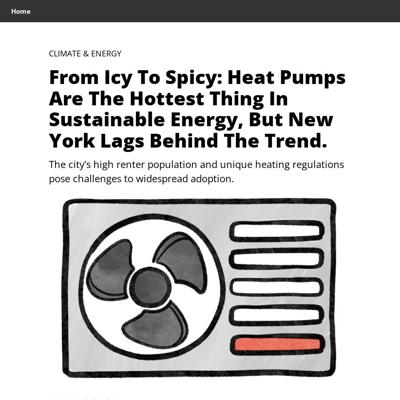 Home
CLIMATE & ENERGY
From Icy To Spicy: Heat Pumps
Are The Hottest Thing In
Sustainable Energy, But New
York Lags Behind The Trend.
The city’s high renter population and unique heating regulations
pose challenges to widespread adoption.